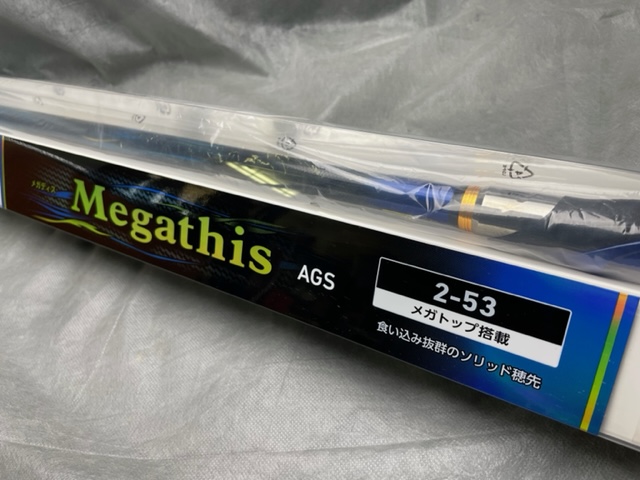 メガディス
Megathis
AGS
2-53
メガトップ搭載
食い込み抜群のソリッド穂先